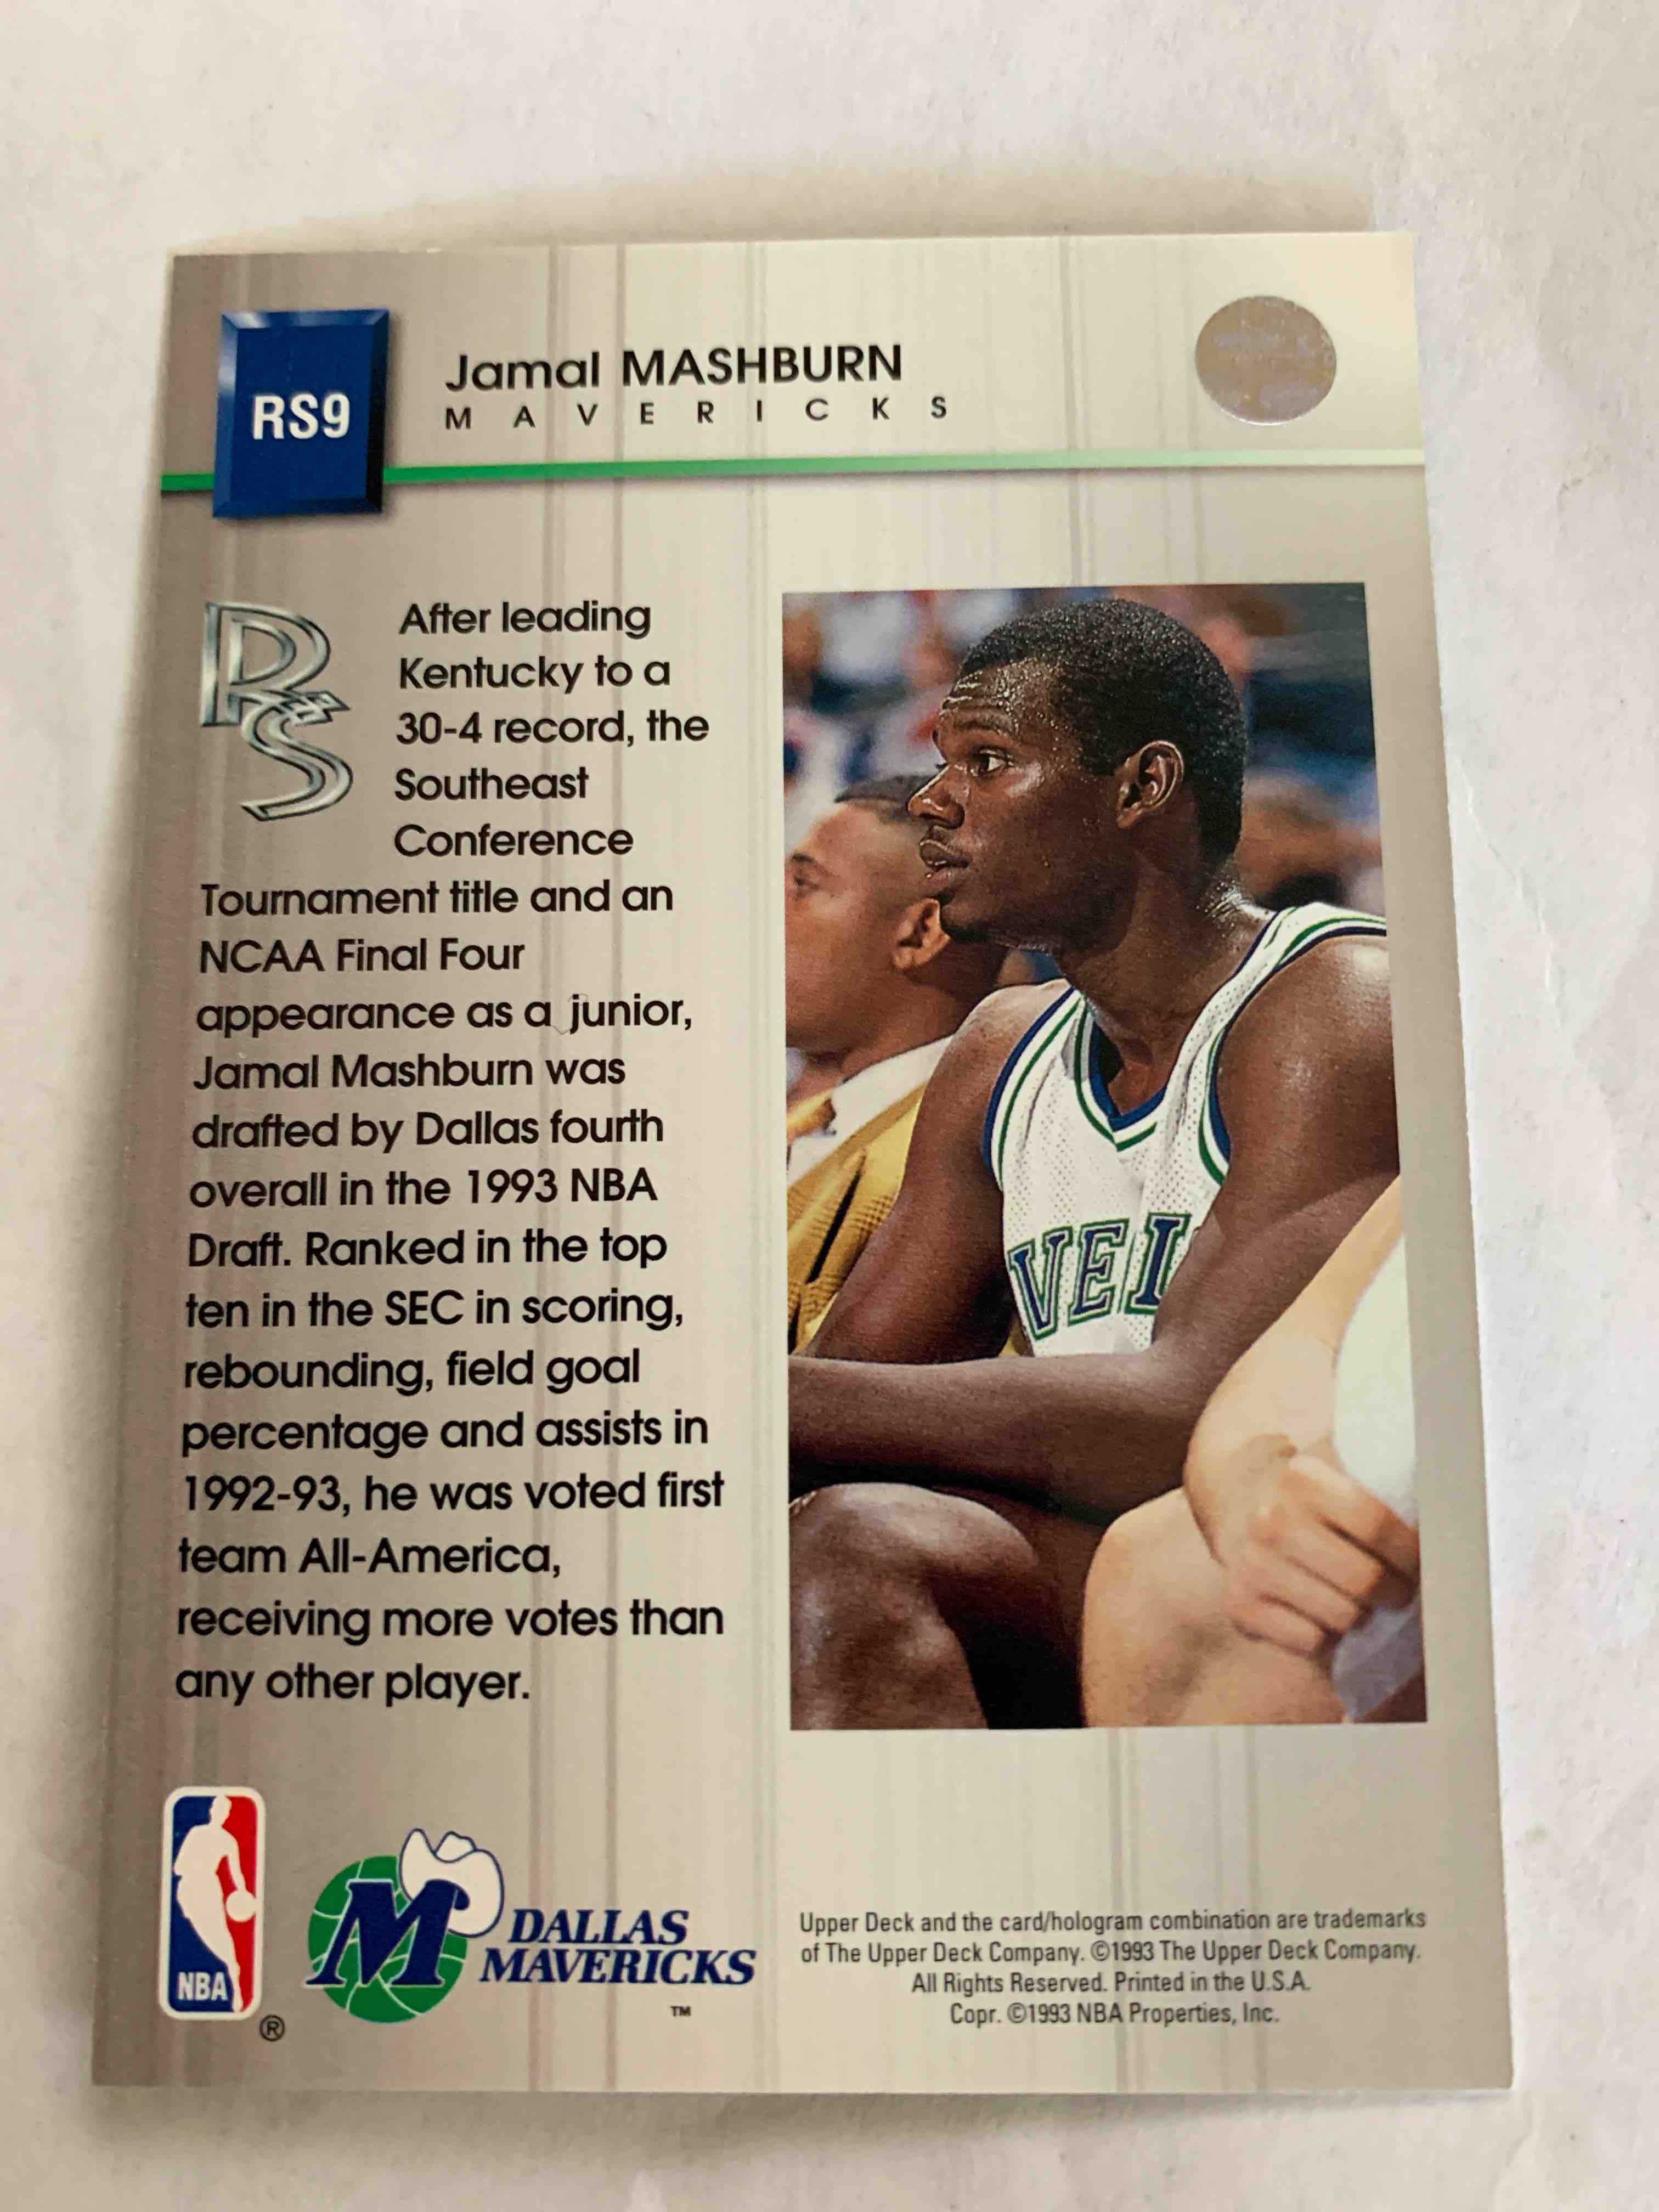 RS9
Jamal MASHBURN
MAVERICKS
RS
After leading
Kentucky to a
30-4 record, the
Southeast
Conference
Tournament title and an
NCAA Final Four
appearance as a junior,
Jamal Mashburn was
drafted by Dallas fourth
overall in the 1993 NBA
Draft. Ranked in the top
ten in the SEC in scoring,
rebounding, field goal
percentage and assists in
1992-93, he was voted first
team All-America,
receiving more votes than
any other player.
VEI
NBA
®
M
DALLAS
MAVERICKS
™
Upper Deck and the card/hologram combination are trademarks
of The Upper Deck Company. ©1993 The Upper Deck Company.
All Rights Reserved. Printed in the U.S.A.
Copr. ©1993 NBA Properties, Inc.